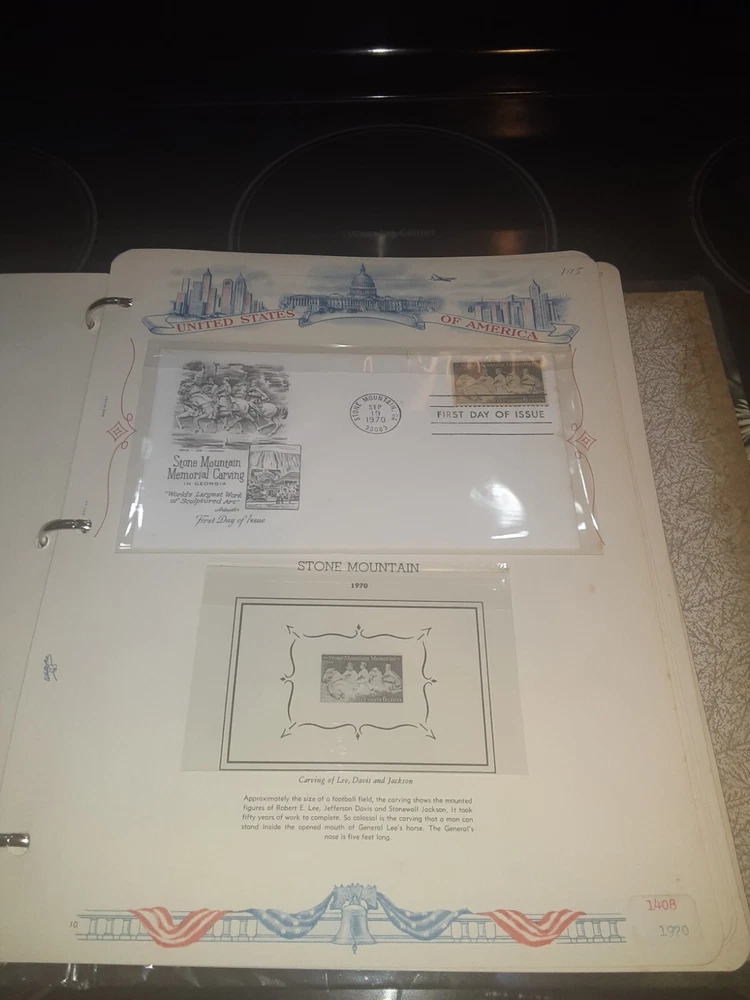 UNITED STATES
OF AMERICA
STONE MOUNTAIN, GA
SEP
19
1970
30083
FIRST DAY OF ISSUE
Stone Mountain
Memorial Carving
IN GEORGIA
"World's Largest Work
of Sculptured Art"
First Day of Issue
STONE MOUNTAIN
1970
Stone Mountain Memorial
Carving of Lee, Davis and Jackson
Approximately the size of a football field, the carving shows the mounted
figures of Robert E. Lee, Jefferson Davis and Stonewall Jackson. It took
fifty years of work to complete. So colossal is the carving that a man can
stand inside the opened mouth of General Lee's horse. The General's
nose is five feet long.
10
1408
1970